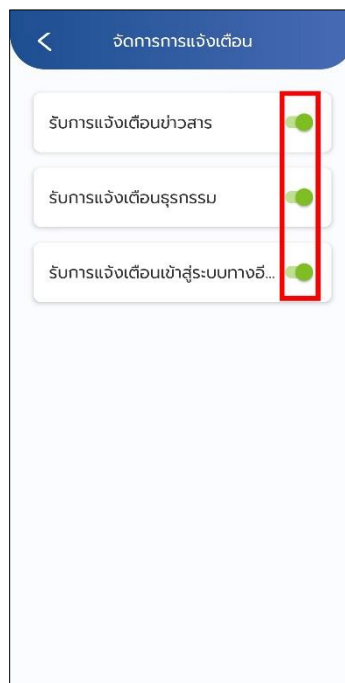 จัดการการแจ้งเตือน
รับการแจ้งเตือนข่าวสาร
รับการแจ้งเตือนธุรกรรม
รับการแจ้งเตือนเข้าสู่ระบบทางอี...